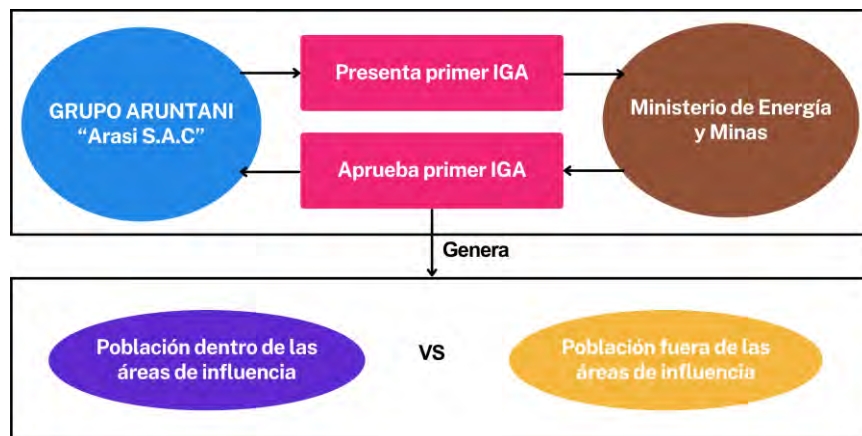 GRUPO ARUNTANI
“Arasi S.A.C”
Presenta primer IGA
Ministerio de Energía
y Minas
Aprueba primer IGA
Genera
Población dentro de las
áreas de influencia
VS
Población fuera de las
áreas de influencia